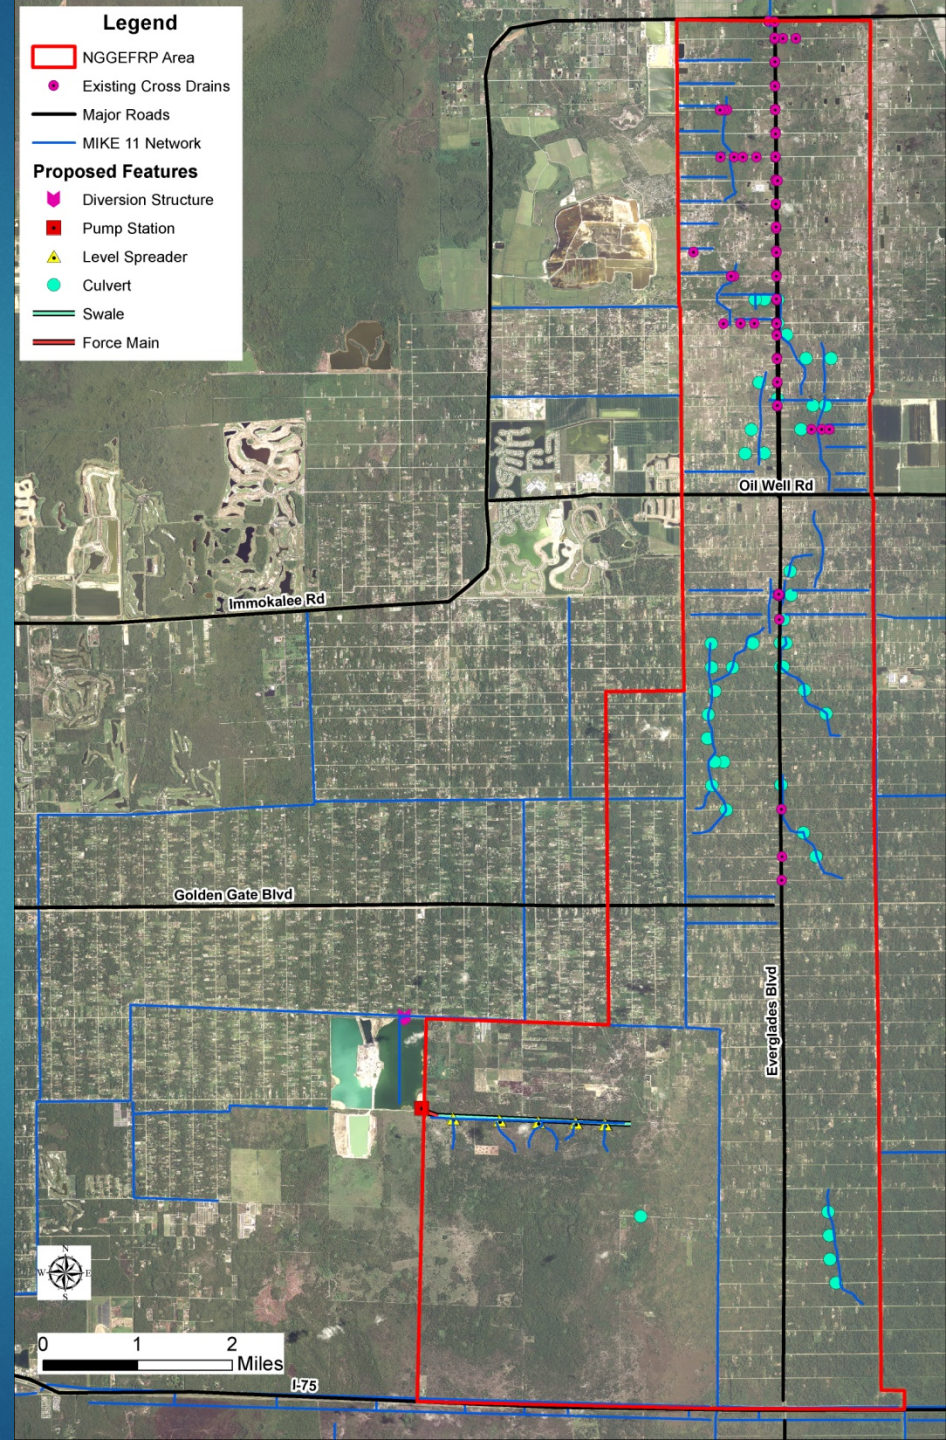 Legend
NGGEFRP Area
Existing Cross Drains
Major Roads
MIKE 11 Network
Proposed Features
Diversion Structure
Pump Station
Level Spreader
Culvert
Swale
Force Main
Oil Well Rd
Immokalee Rd
Golden Gate Blvd
Everglades Blvd
N
W E
S
0 1 2
Miles
I-75